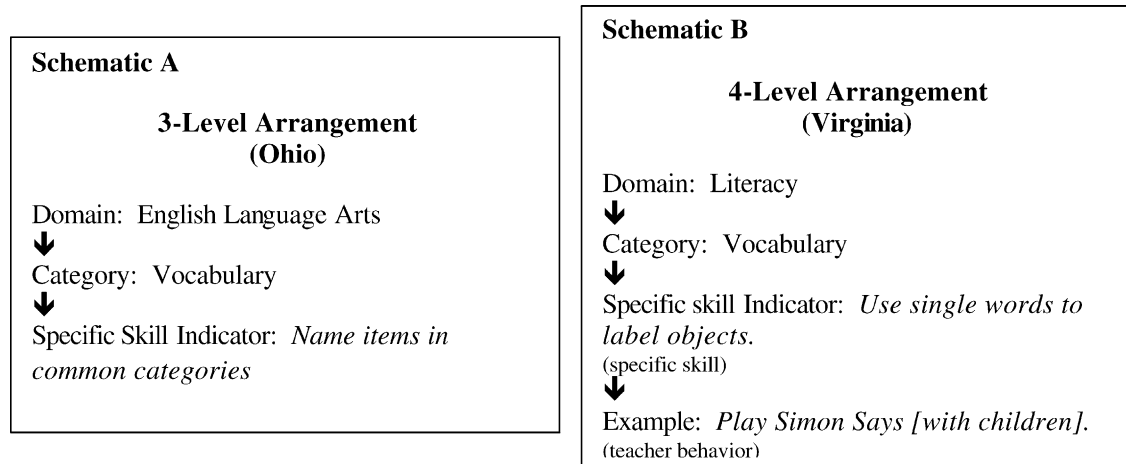 Schematic A
3-Level Arrangement
(Ohio)
Domain: English Language Arts
Category: Vocabulary
Specific Skill Indicator: Name items in
common categories
Schematic B
4-Level Arrangement
(Virginia)
Domain: Literacy
Category: Vocabulary
Specific skill Indicator: Use single words to
label objects.
(specific skill)
Example: Play Simon Says [with children].
(teacher behavior)